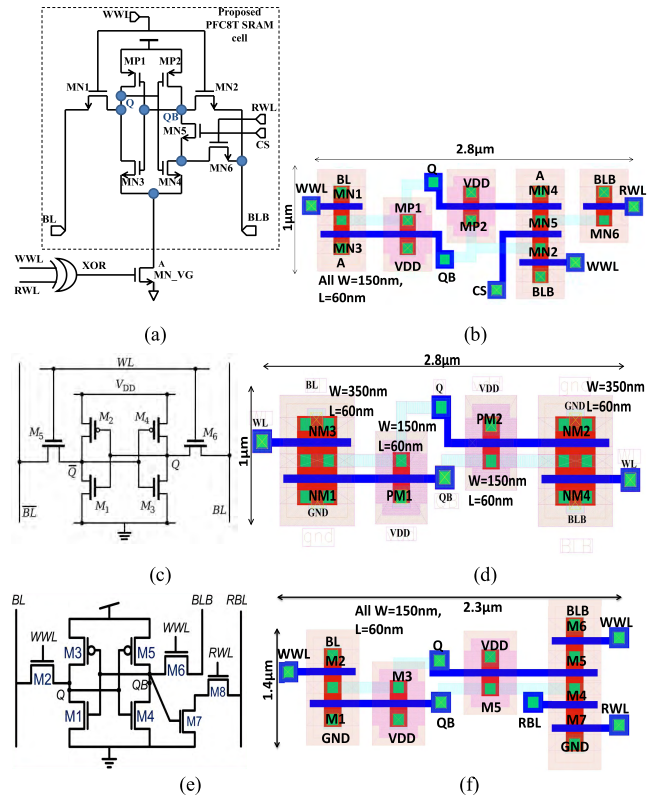 Proposed
PFC8T SRAM
cell
WWL
MP1 MP2
MN1 Q QB MN2
RWL
MN5
CS
MN3 MN4 MN6
BL BLB
WWL
XOR
RWL
A
MN_VG
(a)
2.8µm
1µm
BL Q VDD A BLB
WWL MN1 MN4 RWL
MP1 MP2 MN5 MN6
MN3 MN2 WWL
A VDD QB BLB
CS
All W=150nm,
L=60nm
(b)
WL
VDD
M2 M4
M5 M6
Q Q
M1 M3
BL BL
(c)
2.8µm
1µm
BL W=350nm Q VDD gnd W=350nm
L=60nm GND L=60nm
WL NM3 W=150nm PM2 NM2
L=60nm
WL
W=150nm
L=60nm
NM1 PM1 QB NM4
GND VDD BLB
gnd BLB
(d)
BL BLB RBL
WWL WWL RWL
M3 M5
M2 M6 M8
Q QB
M1 M4 M7
(e)
2.3µm
1.4µm
All W=150nm,
L=60nm
BLB
M6 WWL
WWL BL Q VDD
M2 M3 M5
M5
M4
M1 QB RBL M7 RWL
GND VDD GND
(f)